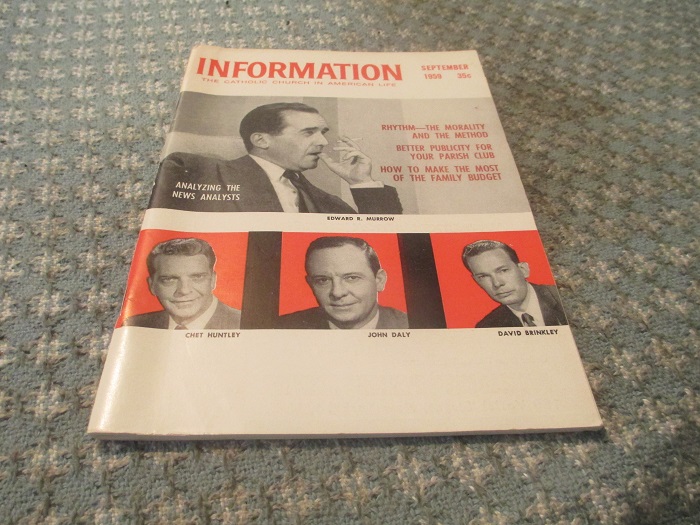 INFORMATION
SEPTEMBER
1959 35c
THE CATHOLIC CHURCH IN AMERICAN LIFE
RHYTHM—THE MORALITY
AND THE METHOD
BETTER PUBLICITY FOR
YOUR PARISH CLUB
HOW TO MAKE THE MOST
OF THE FAMILY BUDGET
ANALYZING THE
NEWS ANALYSTS
EDWARD R. MURROW
CHET HUNTLEY
JOHN DALY
DAVID BRINKLEY